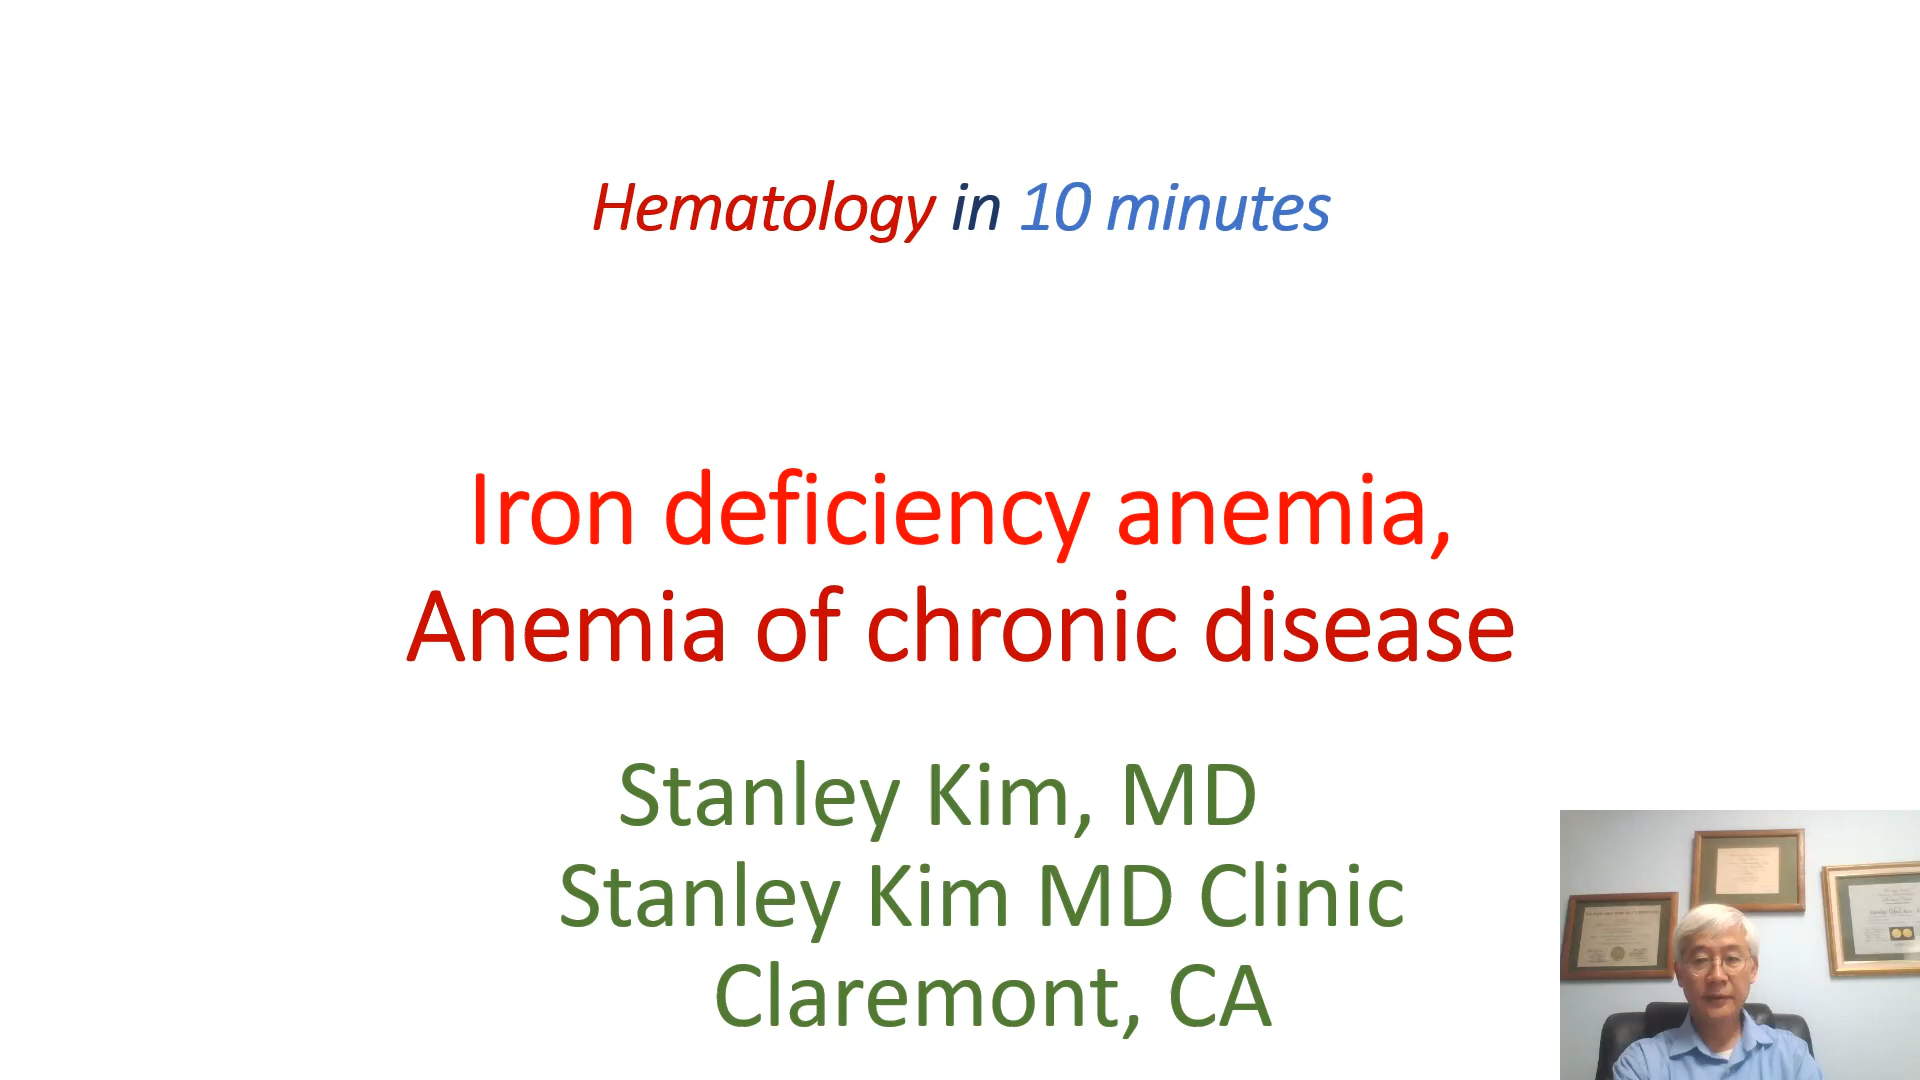 Hematology in 10 minutes
Iron deficiency anemia,
Anemia of chronic disease
Stanley Kim, MD
Stanley Kim MD Clinic
Claremont, CA